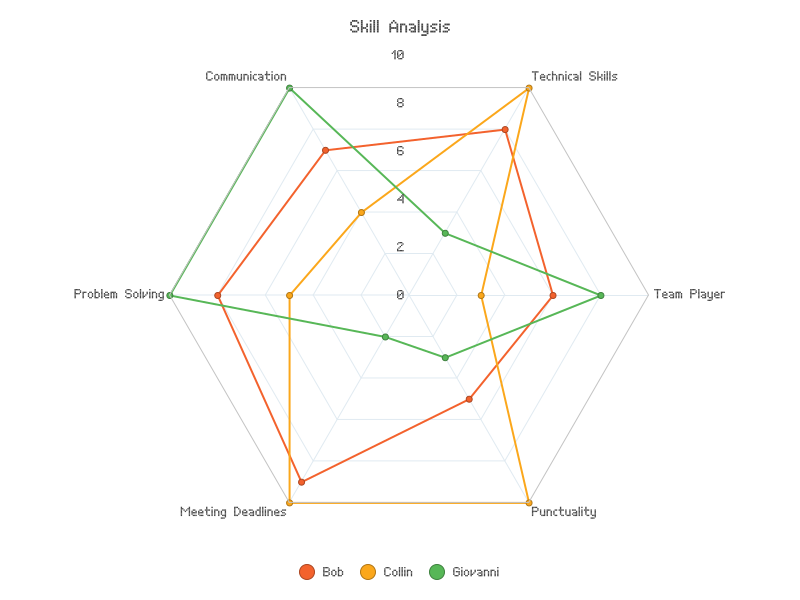 Skill Analysis
10
Communication
Technical Skills
8
6
4
2
Problem Solving
0
Team Player
Meeting Deadlines
Punctuality
Bob
Collin
Giovanni